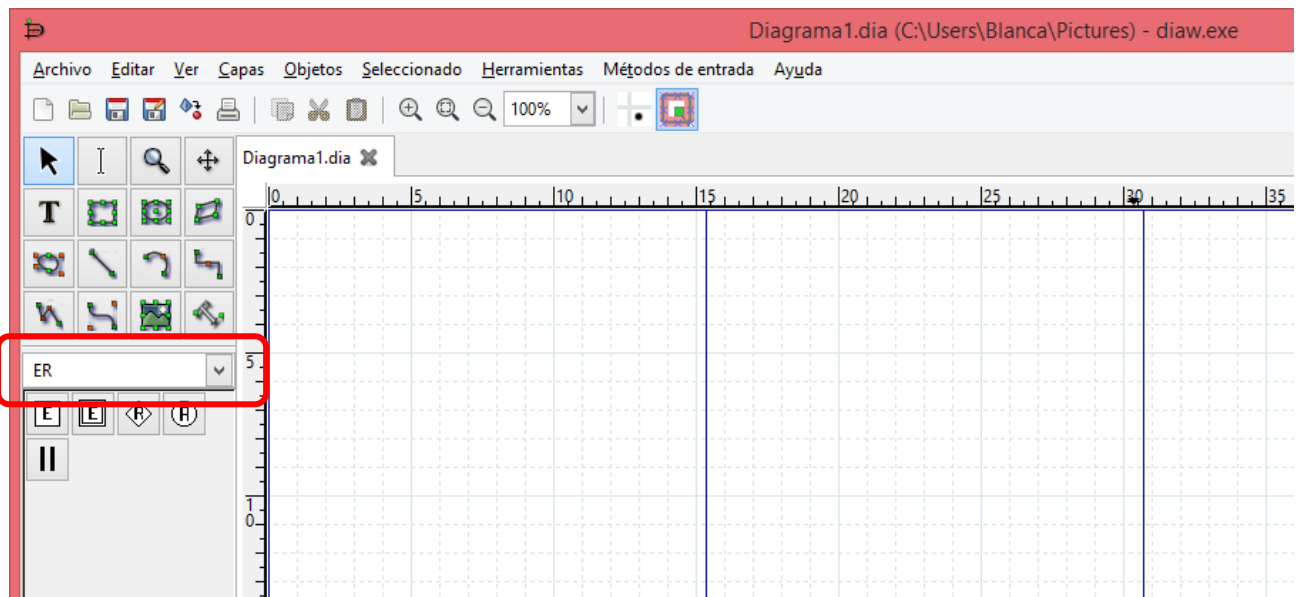 Diagrama1.dia (C:\Users\Blanca\Pictures) - diaw.exe
Archivo Editar Ver Capas Objetos Seleccionado Herramientas Métodos de entrada Ayuda
100%
Diagrama1.dia
0 5 10 15 20 25 30 35
T
0
ER
5
E E R A
10